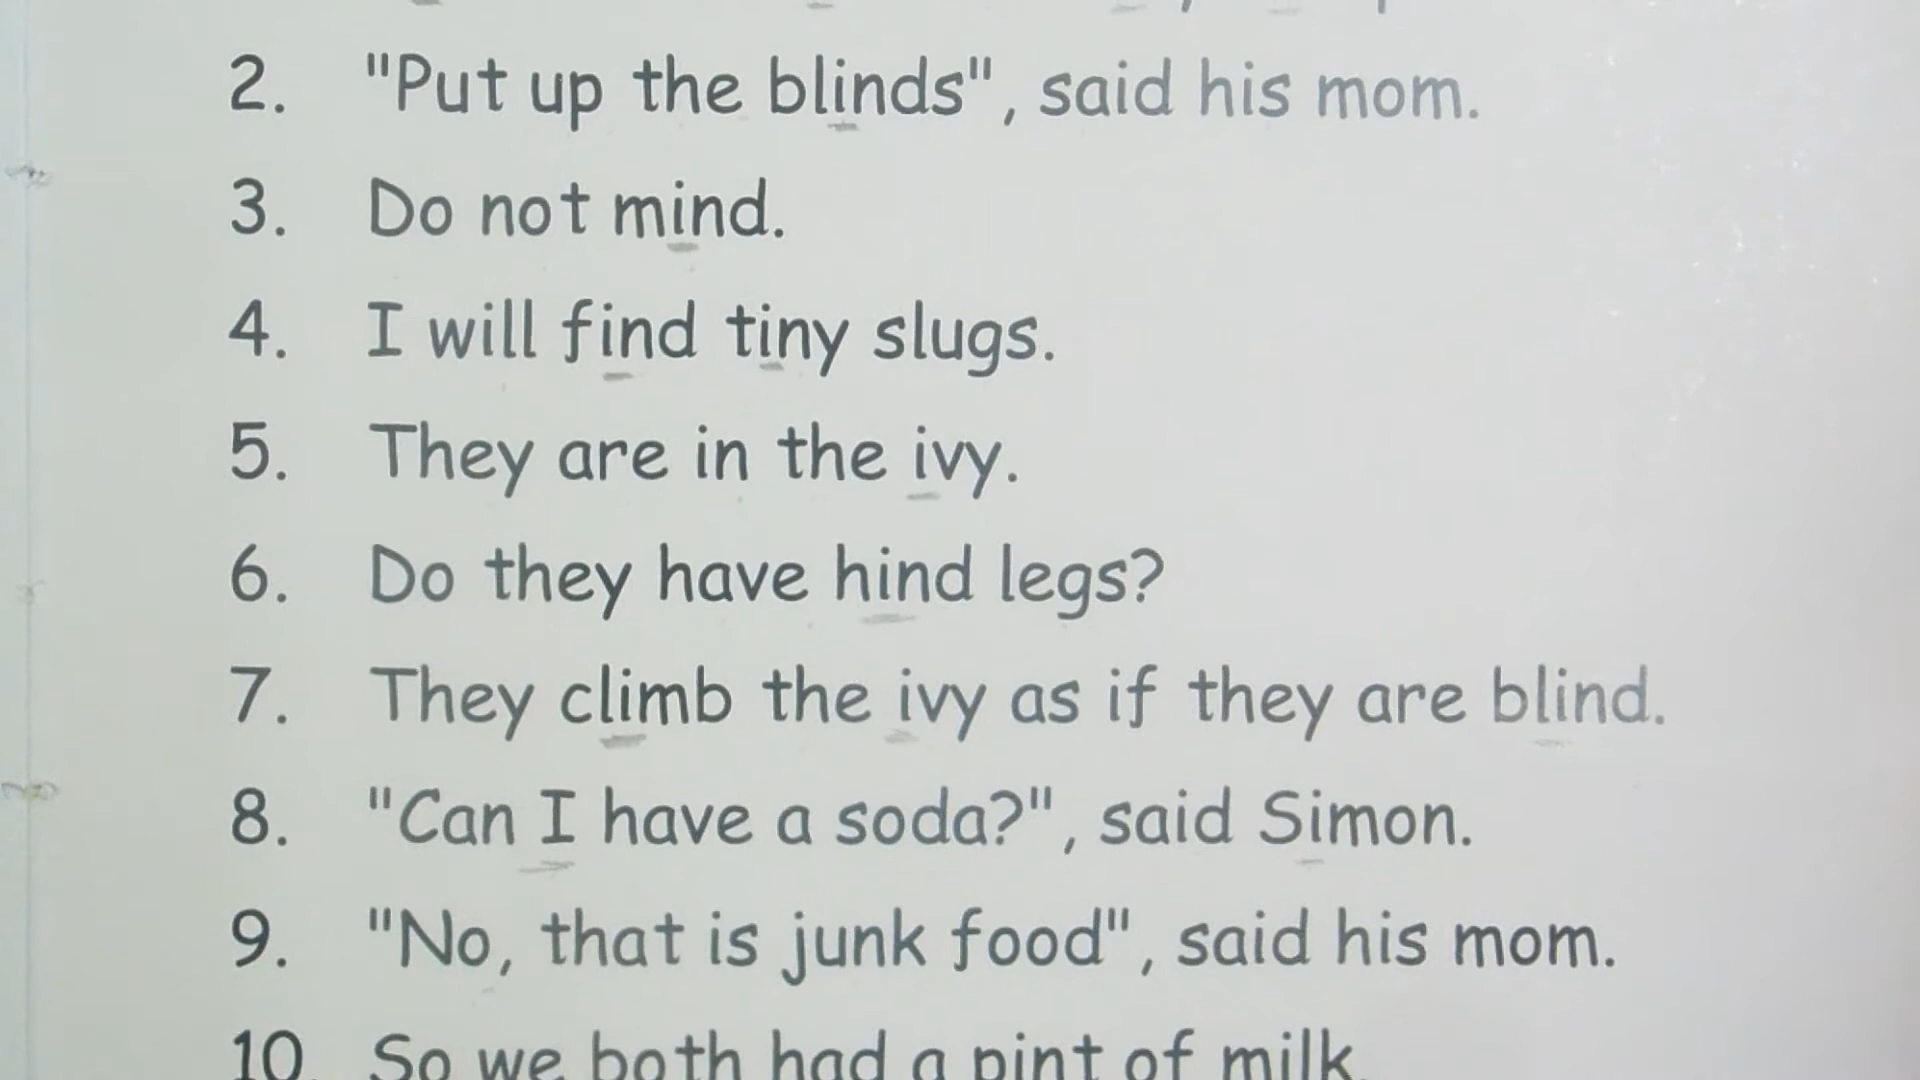 2. "Put up the blinds", said his mom.
3. Do not mind.
4. I will find tiny slugs.
5. They are in the ivy.
6. Do they have hind legs?
7. They climb the ivy as if they are blind.
8. "Can I have a soda?", said Simon.
9. "No, that is junk food", said his mom.
10. So we both had a pint of milk.